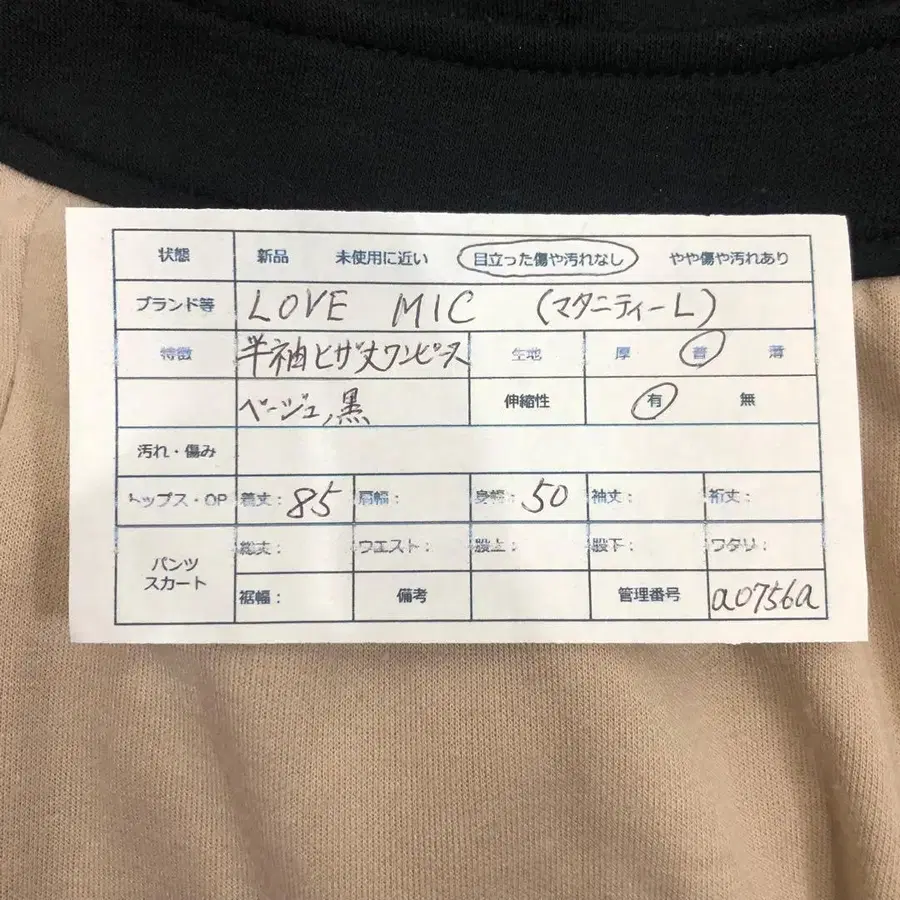 状態 新品 未使用に近い 目立った傷や汚れなし やや傷や汚れあり
ブランド等 LOVE MIC (マタニティーL)
特徴 半袖ヒザ丈ワンピース 生地 厚 普 薄
ベージュ,黒 伸縮性 有 無
汚れ・傷み
トップス・OP 着丈: 85 肩幅: 身幅: 50 袖丈: 裄丈:
パンツ スカート 総丈: ウエスト: 股上: 股下: ワタリ:
裾幅: 備考 管理番号 a0756a